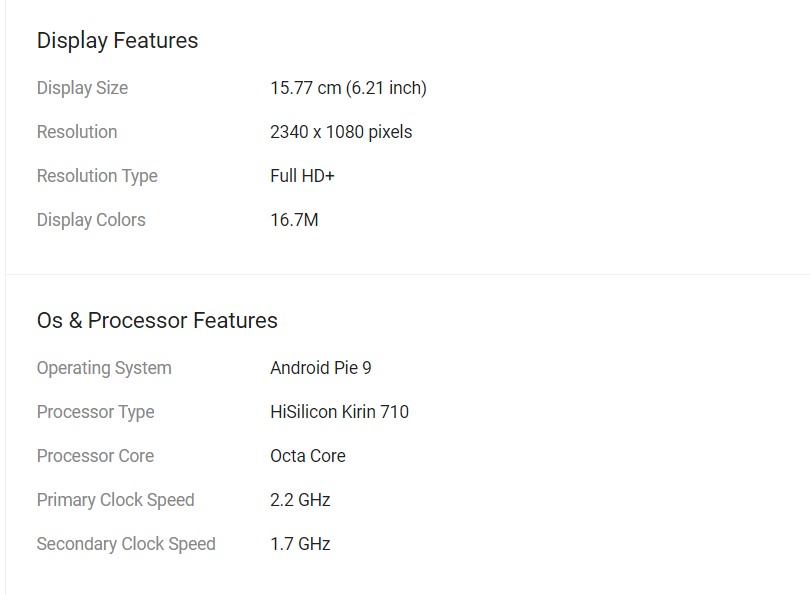 Display Features
Display Size 15.77 cm (6.21 inch)
Resolution 2340 x 1080 pixels
Resolution Type Full HD+
Display Colors 16.7M
Os & Processor Features
Operating System Android Pie 9
Processor Type HiSilicon Kirin 710
Processor Core Octa Core
Primary Clock Speed 2.2 GHz
Secondary Clock Speed 1.7 GHz